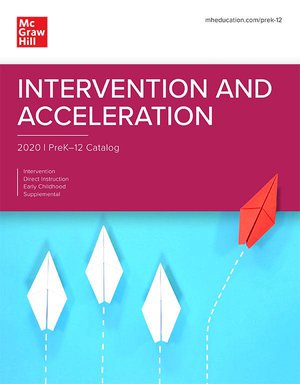 Mc
Graw
Hill
mheducation.com/prek-12
INTERVENTION AND
ACCELERATION
2020 | PreK–12 Catalog
Intervention
Direct Instruction
Early Childhood
Supplemental